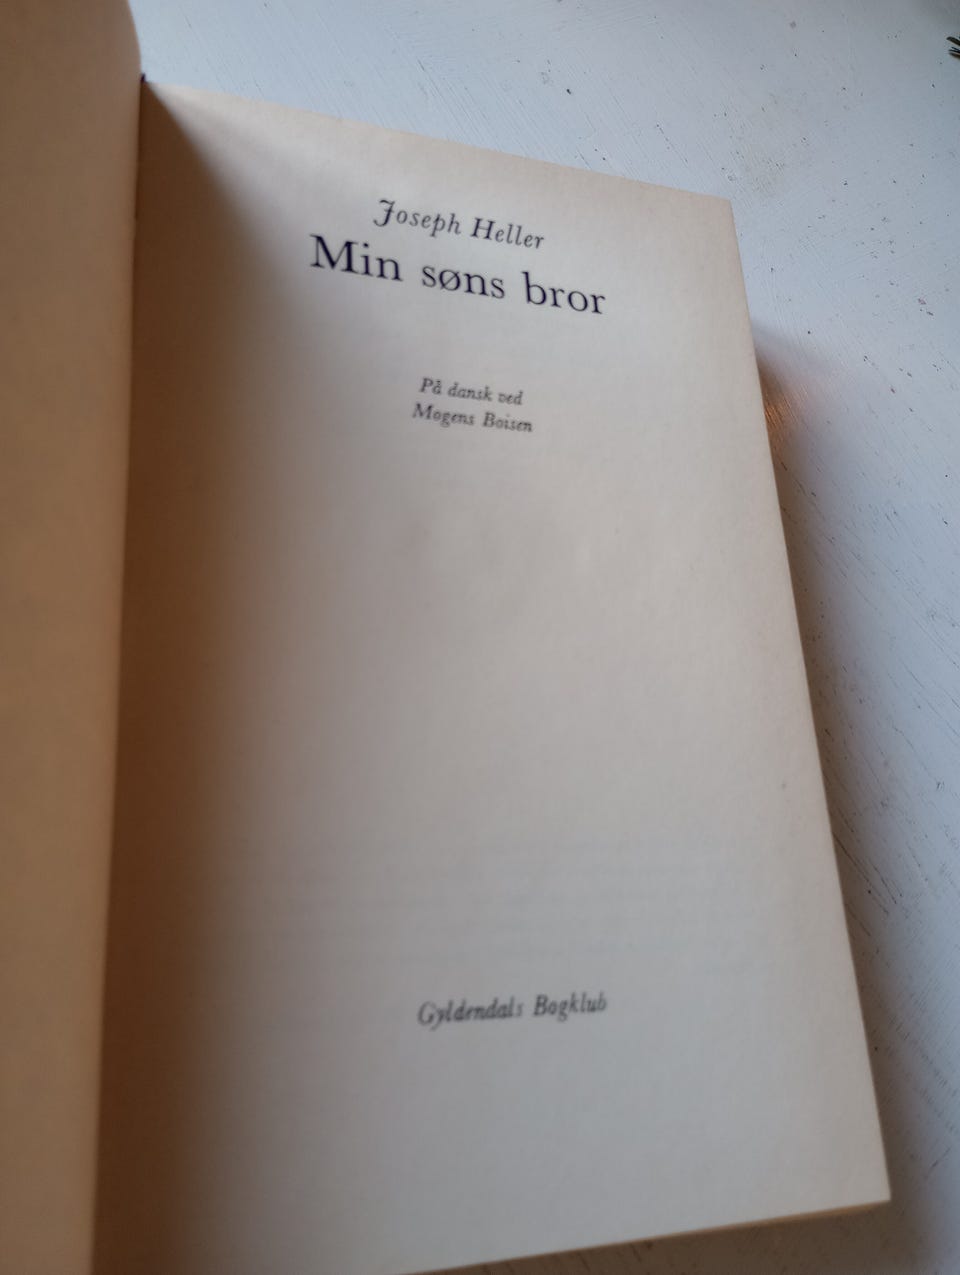 Joseph Heller
Min søns bror
På dansk ved
Mogens Boisen
Gyldendals Bogklub